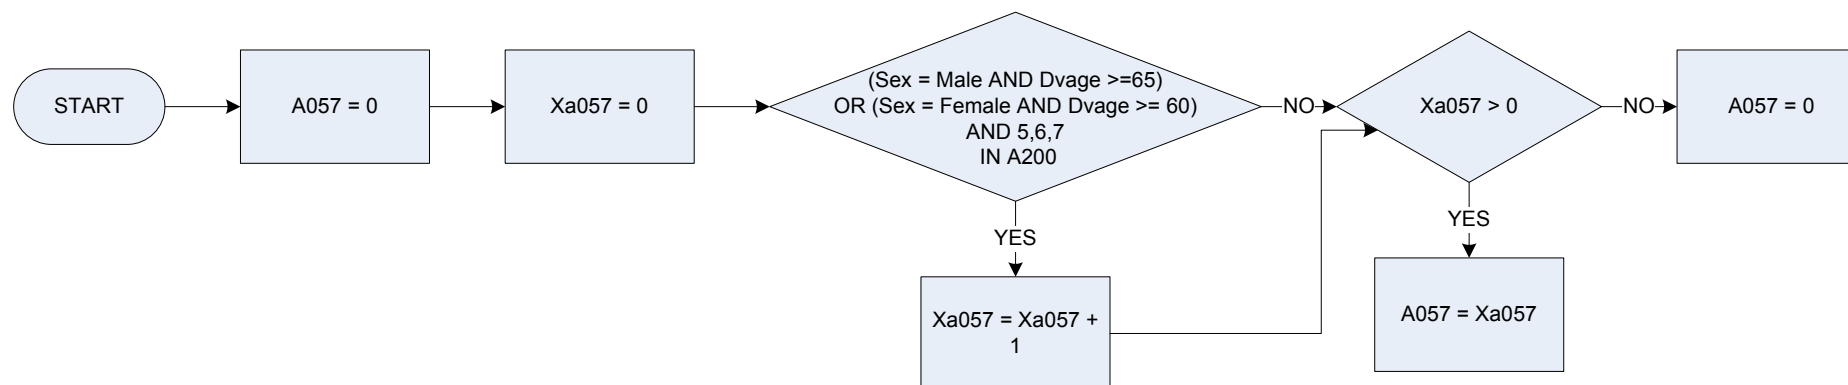 START
A057 = 0
Xa057 = 0
(Sex = Male AND Dvage >=65)
OR (Sex = Female AND Dvage >= 60)
AND 5,6,7
IN A200
NO
Xa057 > 0
NO
A057 = 0
YES
YES
Xa057 = Xa057 +
1
A057 = Xa057